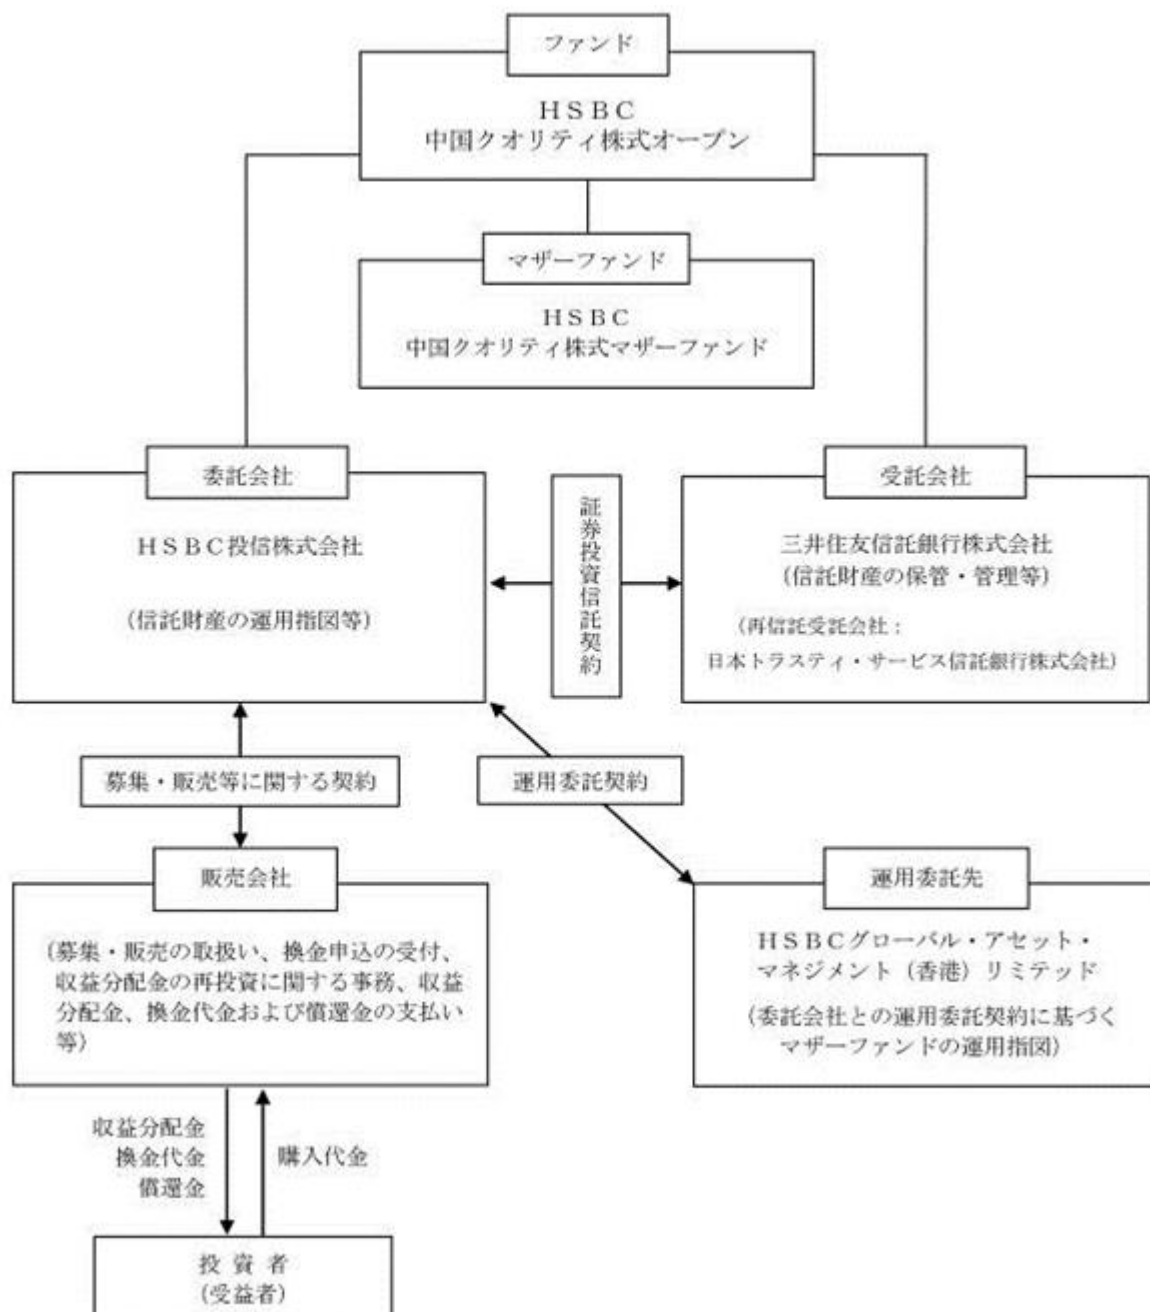 ファンド
ＨＳＢＣ
中国クオリティ株式オープン
マザーファンド
ＨＳＢＣ
中国クオリティ株式マザーファンド
委託会社
ＨＳＢＣ投信株式会社
(信託財産の運用指図等)
証券投資信託契約
受託会社
三井住友信託銀行株式会社
(信託財産の保管・管理等)
(再信託受託会社：
日本トラスティ・サービス信託銀行株式会社)
募集・販売等に関する契約
運用委託契約
販売会社
(募集・販売の取扱い、換金申込の受付、
収益分配金の再投資に関する事務、収益
分配金、換金代金および償還金の支払い
等)
運用委託先
ＨＳＢＣグローバル・アセット・
マネジメント（香港）リミテッド
(委託会社との運用委託契約に基づく
マザーファンドの運用指図)
収益分配金
換金代金
償還金
購入代金
投 資 者
(受益者)